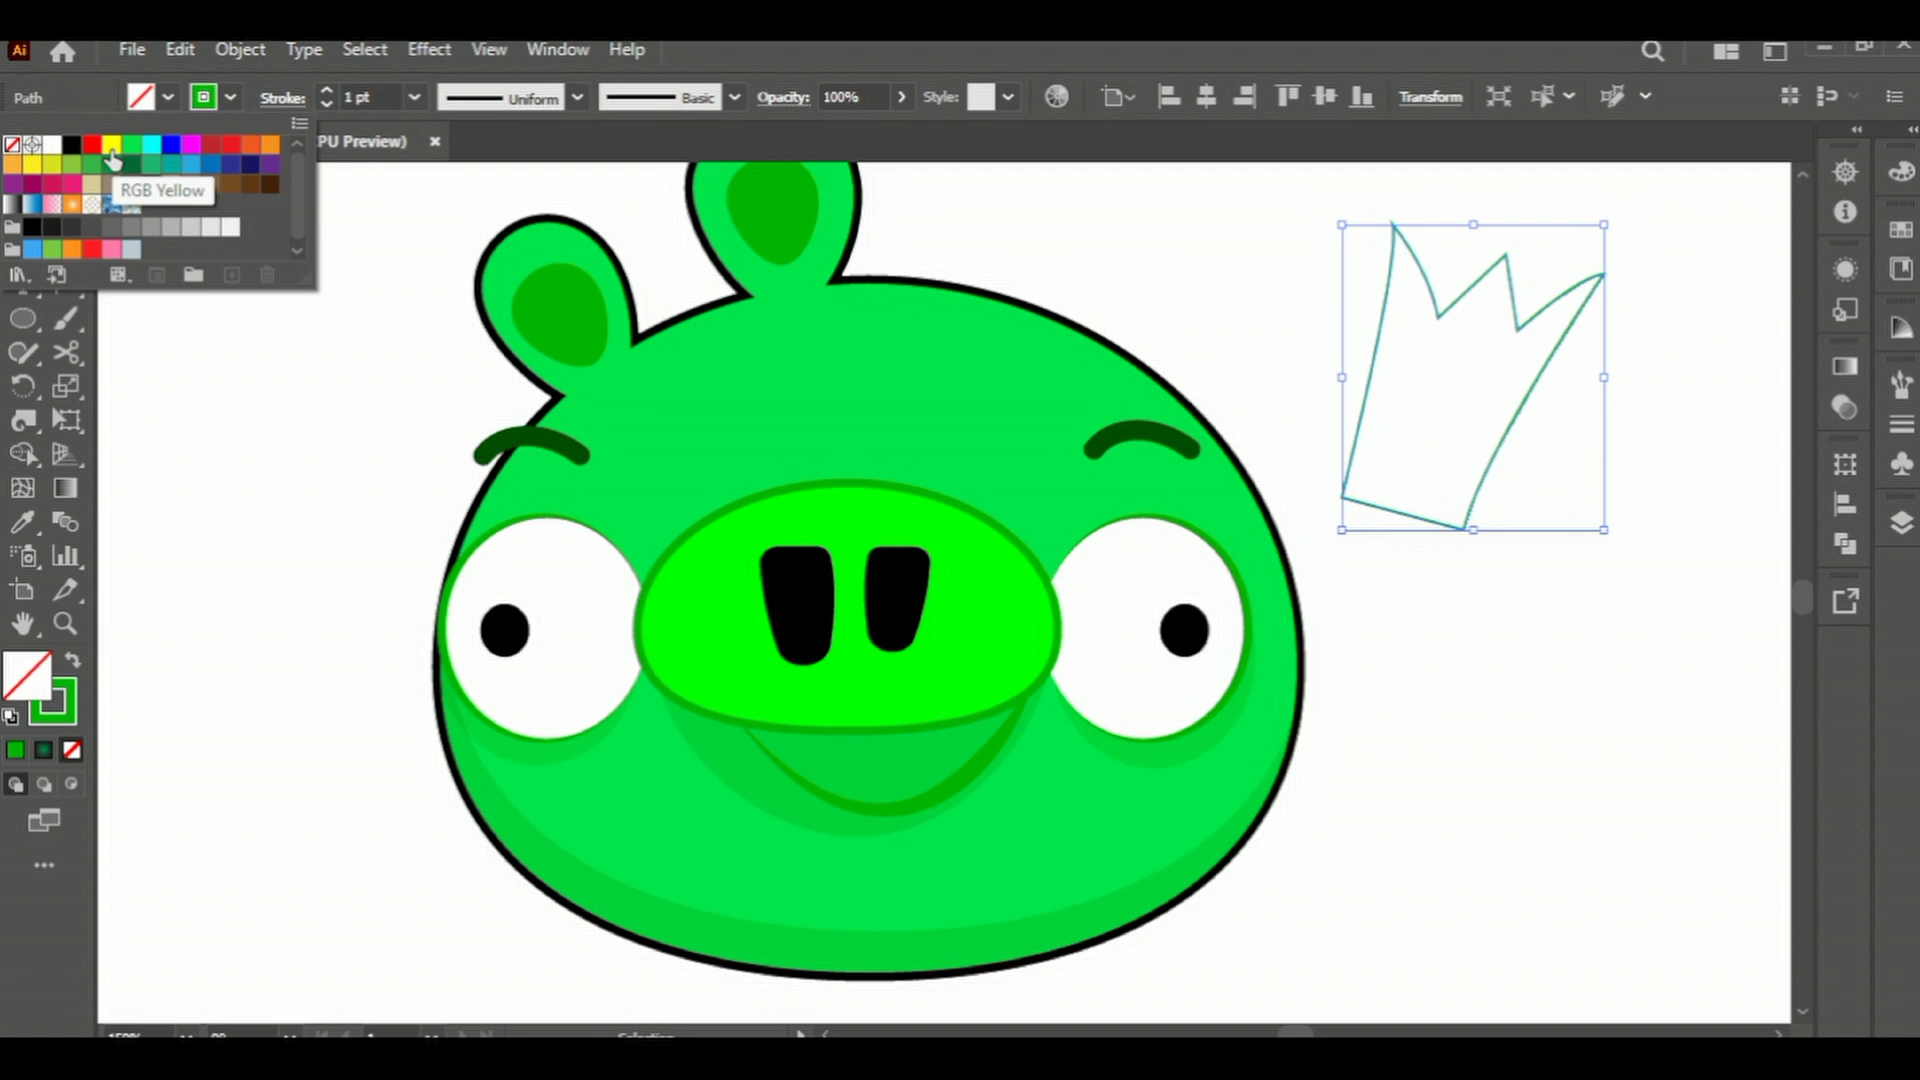 Ai File Edit Object Type Select Effect View Window Help
Path Stroke: 1 pt Uniform Basic Opacity: 100% Style: Transform
PU Preview) ×
RGB Yellow